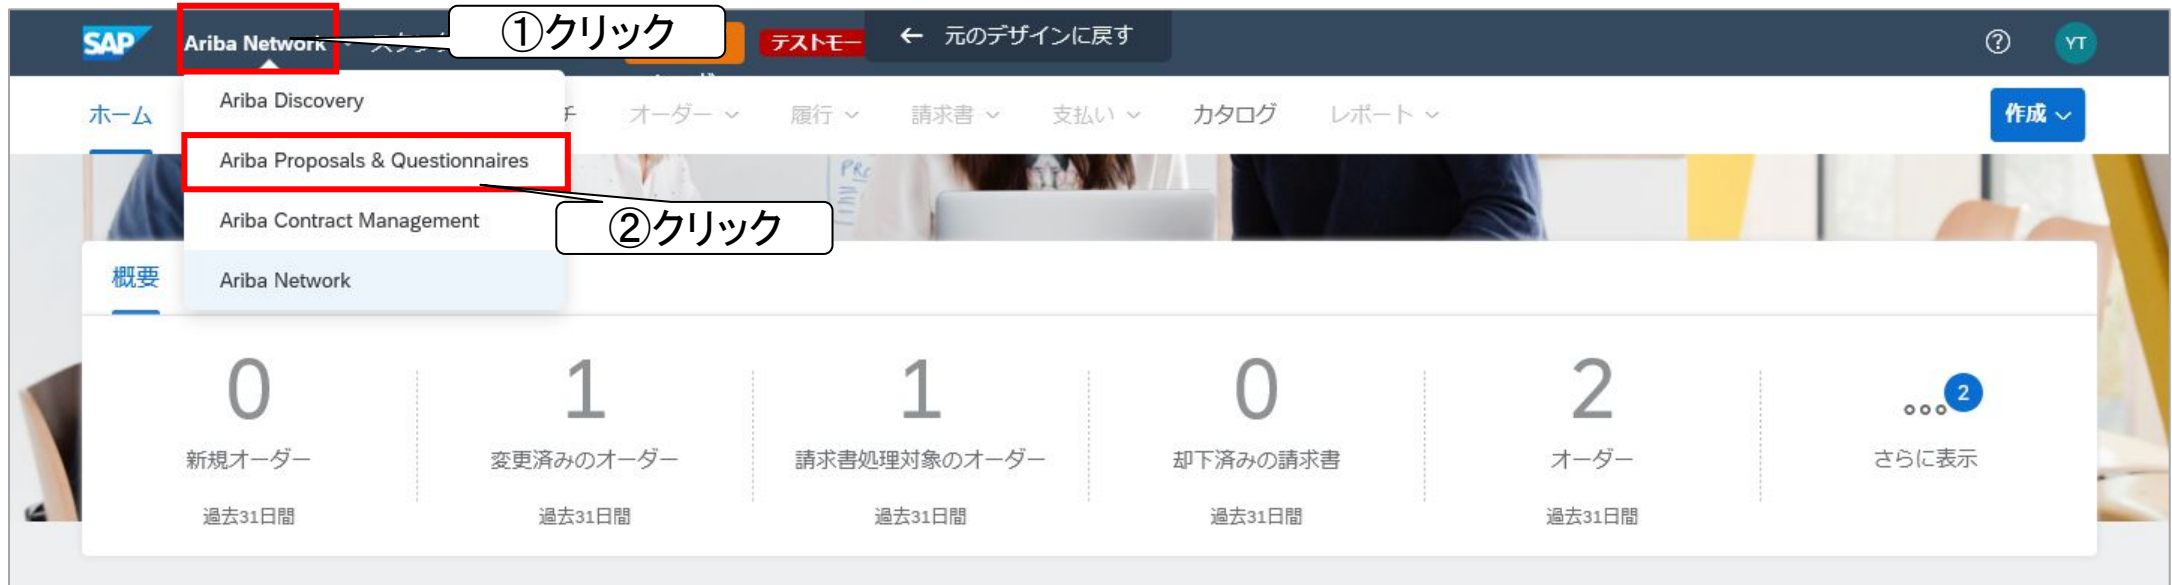 SAP Ariba Network ①クリック テストモー ← 元のデザインに戻す YT
ホーム オーダー 履行 請求書 支払い カタログ レポート 作成
Ariba Discovery
Ariba Proposals & Questionnaires
②クリック
Ariba Contract Management
Ariba Network
概要
0 1 1 0 2 2
新規オーダー 変更済みのオーダー 請求書処理対象のオーダー 却下済みの請求書 オーダー さらに表示
過去31日間 過去31日間 過去31日間 過去31日間 過去31日間